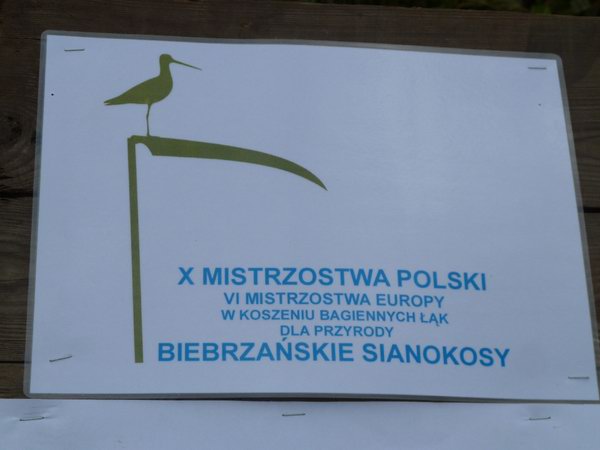 X MISTRZOSTWA POLSKI
VI MISTRZOSTWA EUROPY
W KOSZENIU BAGIENNYCH ŁĄK
DLA PRZYRODY
BIEBRZAŃSKIE SIANOKOSY